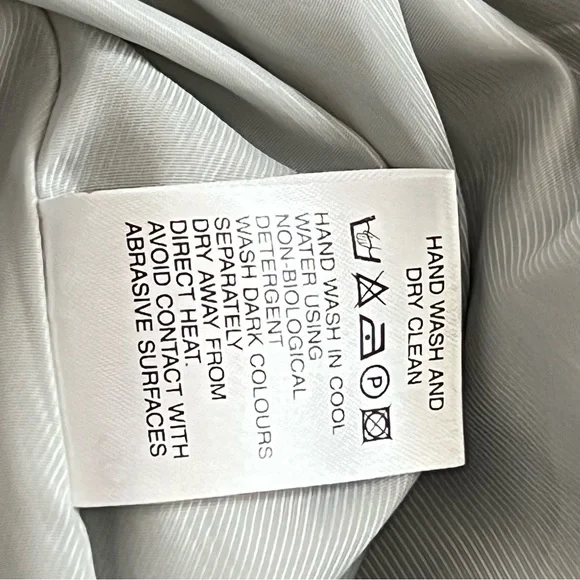 HAND WASH AND
DRY CLEAN
P
HAND WASH IN COOL
WATER USING
NON-BIOLOGICAL
DETERGENT
WASH DARK COLOURS
SEPARATELY
DRY AWAY FROM
DIRECT HEAT.
AVOID CONTACT WITH
ABRASIVE SURFACES